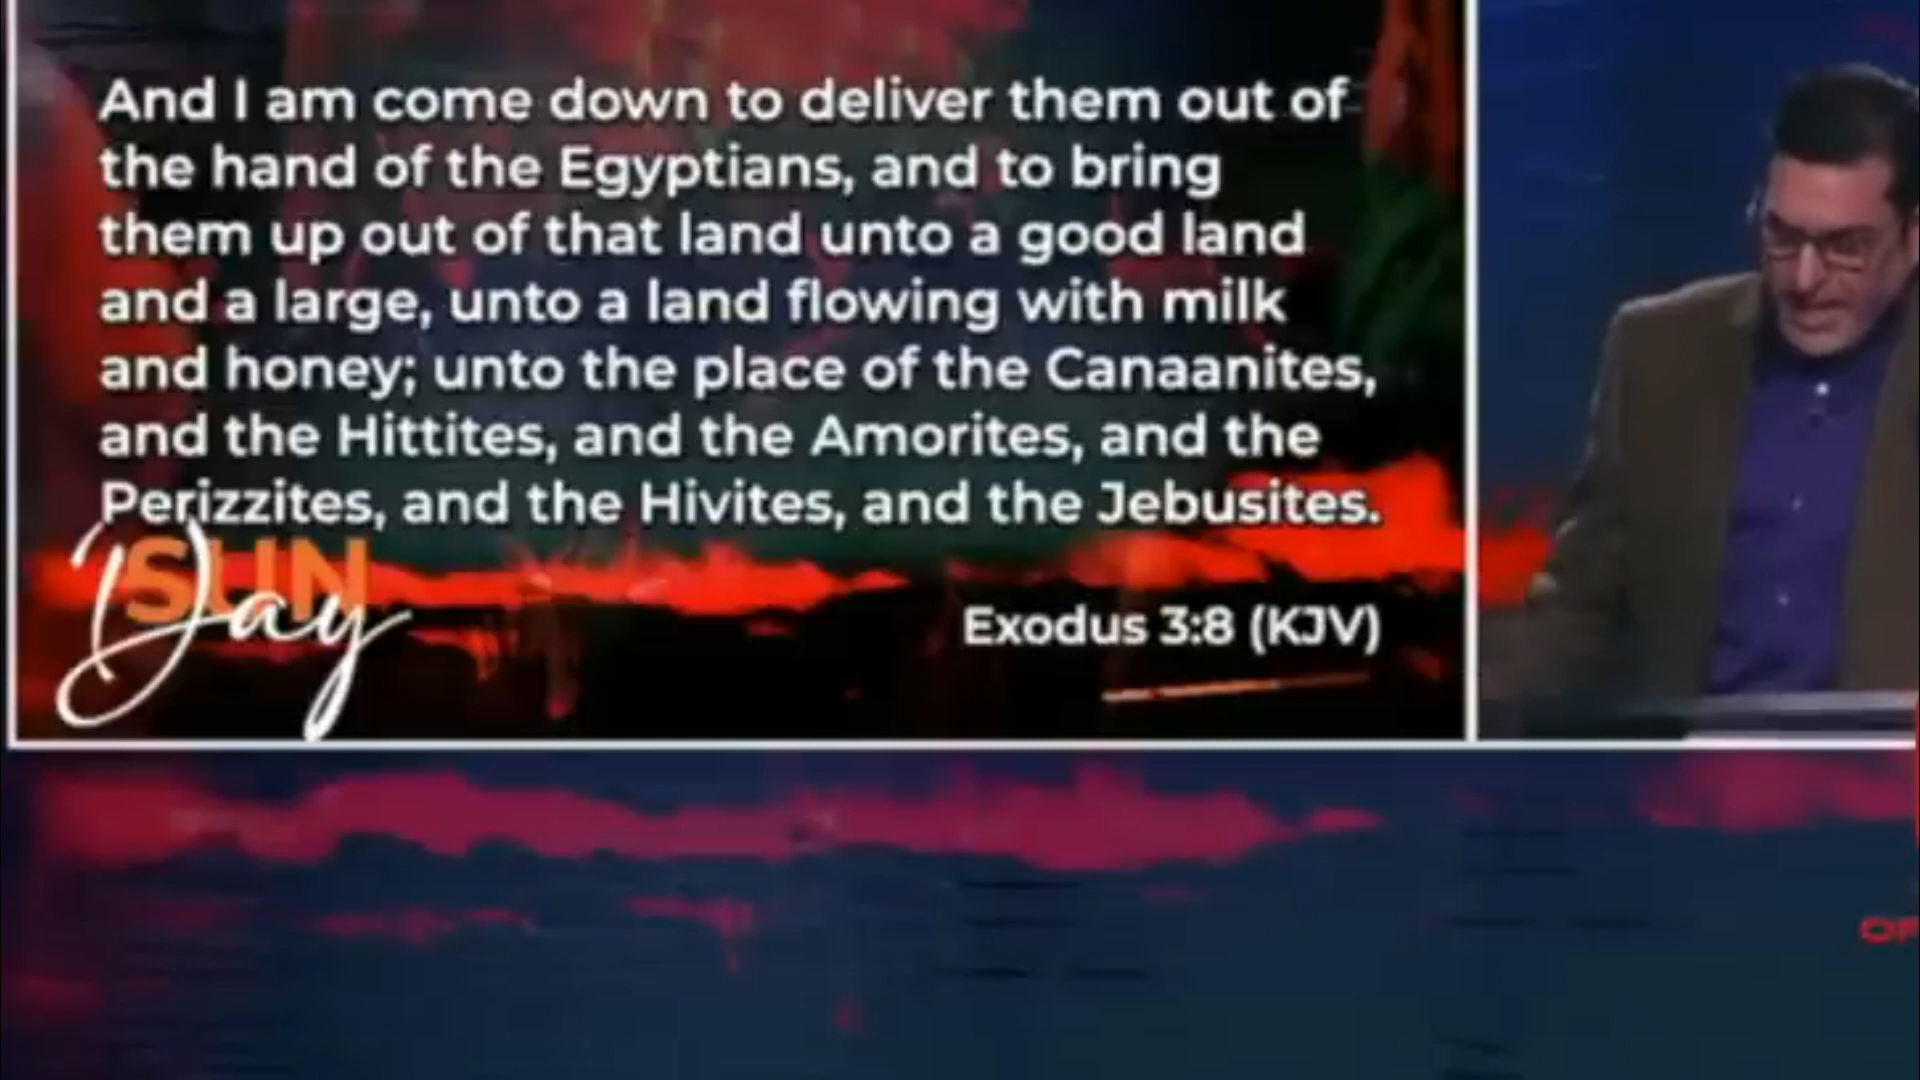 And I am come down to deliver them out of
the hand of the Egyptians, and to bring
them up out of that land unto a good land
and a large, unto a land flowing with milk
and honey; unto the place of the Canaanites,
and the Hittites, and the Amorites, and the
Perizzites, and the Hivites, and the Jebusites.
SUN
Day
Exodus 3:8 (KJV)